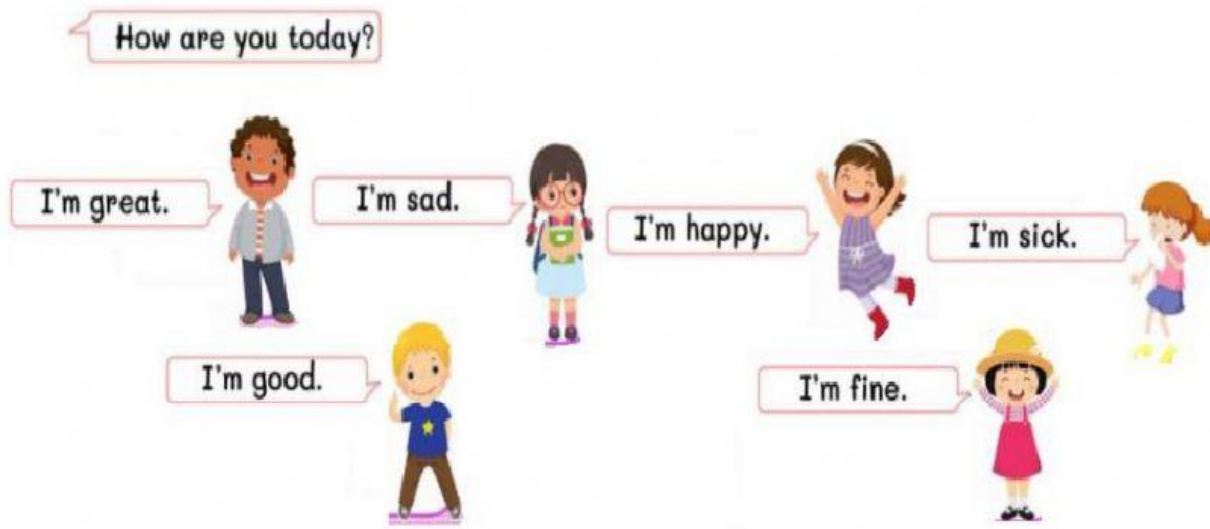 How are you today?
I'm great.
I'm sad.
I'm happy.
I'm sick.
I'm good.
I'm fine.